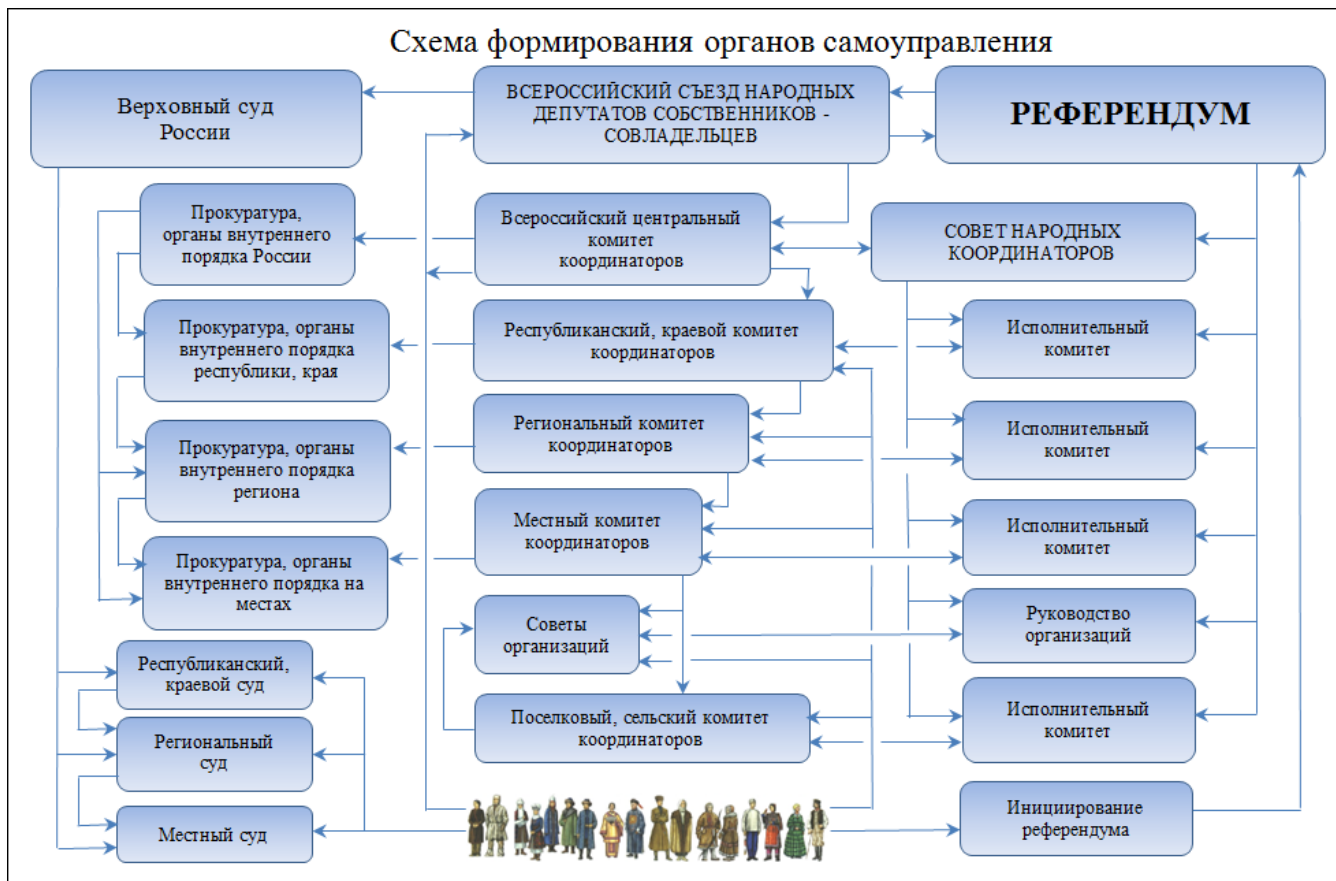 Схема формирования органов самоуправления
Верховный суд
России
ВСЕРОССИЙСКИЙ СЪЕЗД НАРОДНЫХ
ДЕПУТАТОВ СОБСТВЕННИКОВ -
СОВЛАДЕЛЬЦЕВ
РЕФЕРЕНДУМ
Прокуратура,
органы внутреннего
порядка России
Всероссийский центральный
комитет
координаторов
СОВЕТ НАРОДНЫХ
КООРДИНАТОРОВ
Прокуратура, органы
внутреннего порядка
республики, края
Республиканский, краевой комитет
координаторов
Исполнительный
комитет
Прокуратура, органы
внутреннего порядка
региона
Региональный комитет
координаторов
Исполнительный
комитет
Прокуратура, органы
внутреннего порядка на
местах
Местный комитет
координаторов
Исполнительный
комитет
Советы
организаций
Руководство
организаций
Республиканский,
краевой суд
Поселковый, сельский комитет
координаторов
Исполнительный
комитет
Региональный
суд
Местный суд
Инициирование
референдума